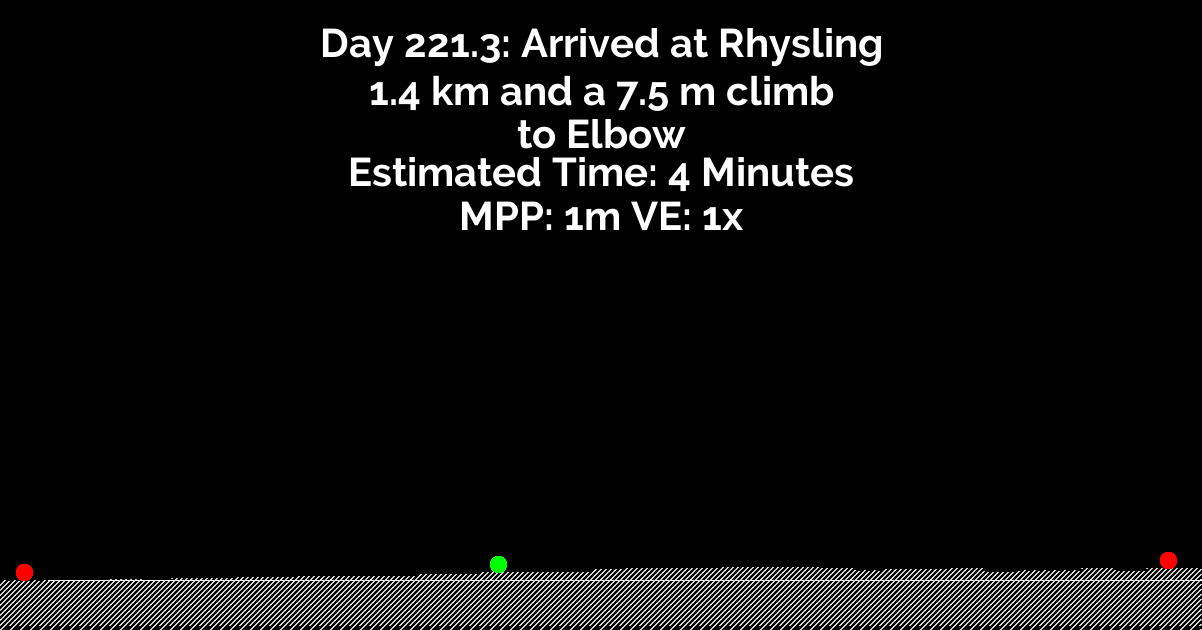 Day 221.3: Arrived at Rhysling
1.4 km and a 7.5 m climb
to Elbow
Estimated Time: 4 Minutes
MPP: 1m VE: 1x